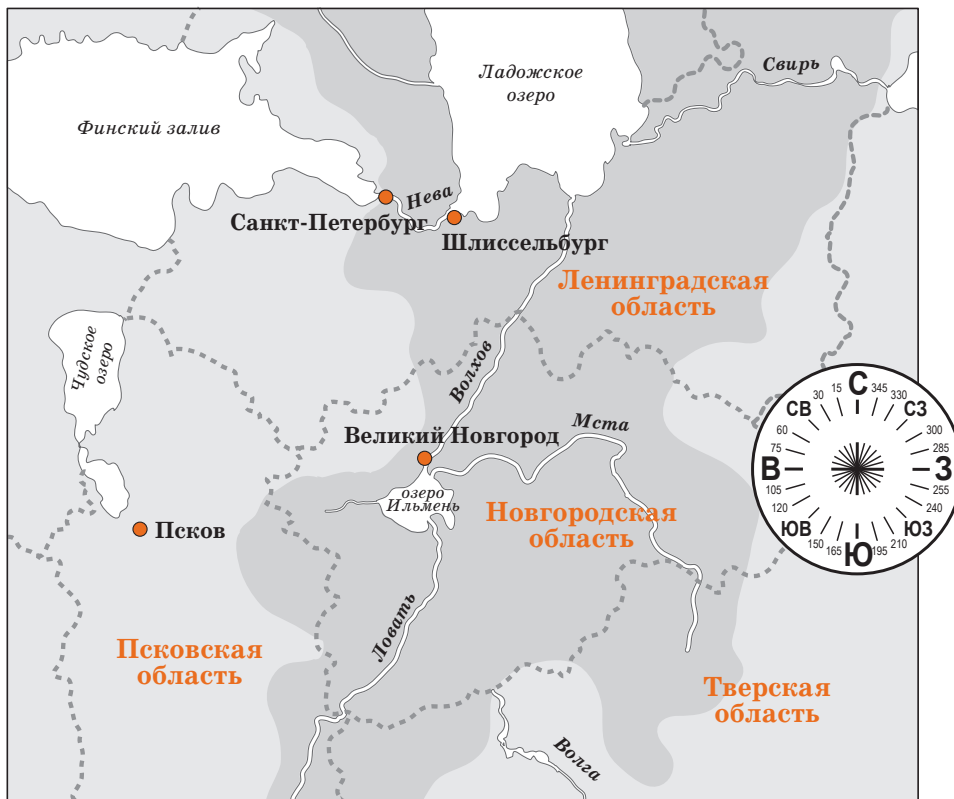 Свирь
Ладожское
озеро
Финский залив
Нева
Санкт-Петербург
Шлиссельбург
Ленинградская
область
Чудское
озеро
Волхов
Мста
Великий Новгород
озеро
Ильмень
Новгородская
область
Псков
Ловать
Псковская
область
Тверская
область
Волга
С
345
330
СЗ
300
285
З
255
240
ЮЗ
210
195
Ю
165
150
ЮВ
120
105
В
75
60
СВ
30
15